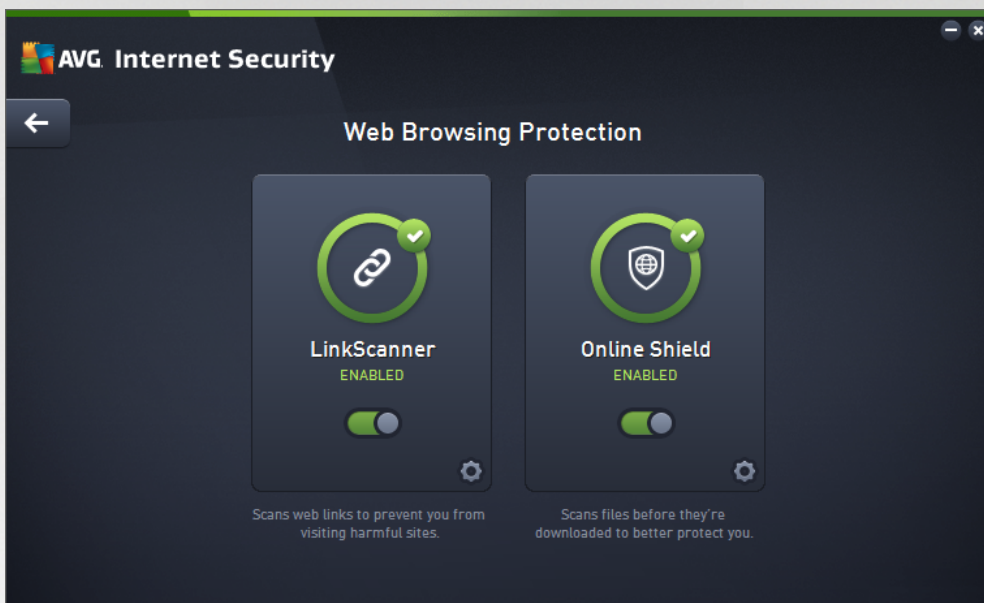 AVG. Internet Security
Web Browsing Protection
LinkScanner
ENABLED
Scans web links to prevent you from
visiting harmful sites.
Online Shield
ENABLED
Scans files before they're
downloaded to better protect you.